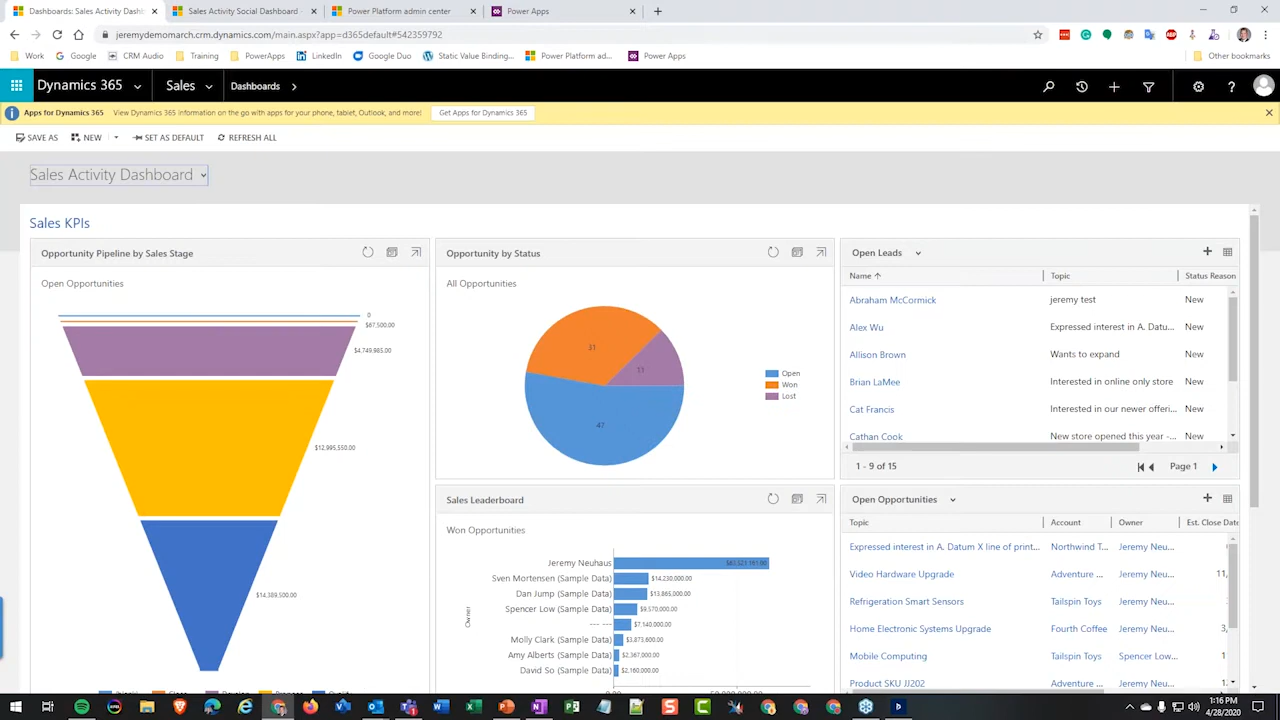 Dashboards: Sales Activity Dashb
Sales Activity Social Dashboard
Power Platform admin center
Power Apps
jeremydemomarch.crm.dynamics.com/main.aspx?app=d365default#542359792
Work
Google
CRM Audio
Training
PowerApps
LinkedIn
Google Duo
Static Value Binding...
Power Platform ad...
Power Apps
Other bookmarks
Dynamics 365
Sales
Dashboards
Apps for Dynamics 365
View Dynamics 365 information on the go with apps for your phone, tablet, Outlook, and more!
Get Apps for Dynamics 365
SAVE AS
NEW
SET AS DEFAULT
REFRESH ALL
Sales Activity Dashboard
Sales KPIs
Opportunity Pipeline by Sales Stage
Open Opportunities
0
$87,500.00
$4,749,985.00
$12,995,550.00
$14,389,500.00
Opportunity by Status
All Opportunities
31
11
47
Open
Won
Lost
Sales Leaderboard
Won Opportunities
Owner
Jeremy Neuhaus
Sven Mortensen (Sample Data) $14,230,000.00
Dan Jump (Sample Data) $13,865,000.00
Spencer Low (Sample Data) $9,570,000.00
--- --- $7,140,000.00
Molly Clark (Sample Data) $3,873,600.00
Amy Alberts (Sample Data) $2,367,000.00
David So (Sample Data) $2,160,000.00
Open Leads
Name Topic Status Reason
Abraham McCormick jeremy test New
Alex Wu Expressed interest in A. Datu... New
Allison Brown Wants to expand New
Brian LaMee Interested in online only store New
Cat Francis Interested in our newer offeri... New
Cathan Cook New store opened this year -... New
1 - 9 of 15
Page 1
Open Opportunities
Topic Account Owner Est. Close Date
Expressed interest in A. Datum X line of print... Northwind T... Jeremy Neu...
Video Hardware Upgrade Adventure ... Jeremy Neu... 11,
Refrigeration Smart Sensors Tailspin Toys Jeremy Neu...
Home Electronic Systems Upgrade Fourth Coffee Jeremy Neu... 3,
Mobile Computing Tailspin Toys Spencer Low... 1
Product SKU JJ202 Adventure ... Jeremy Neu...
1:16 PM
4/28/2020